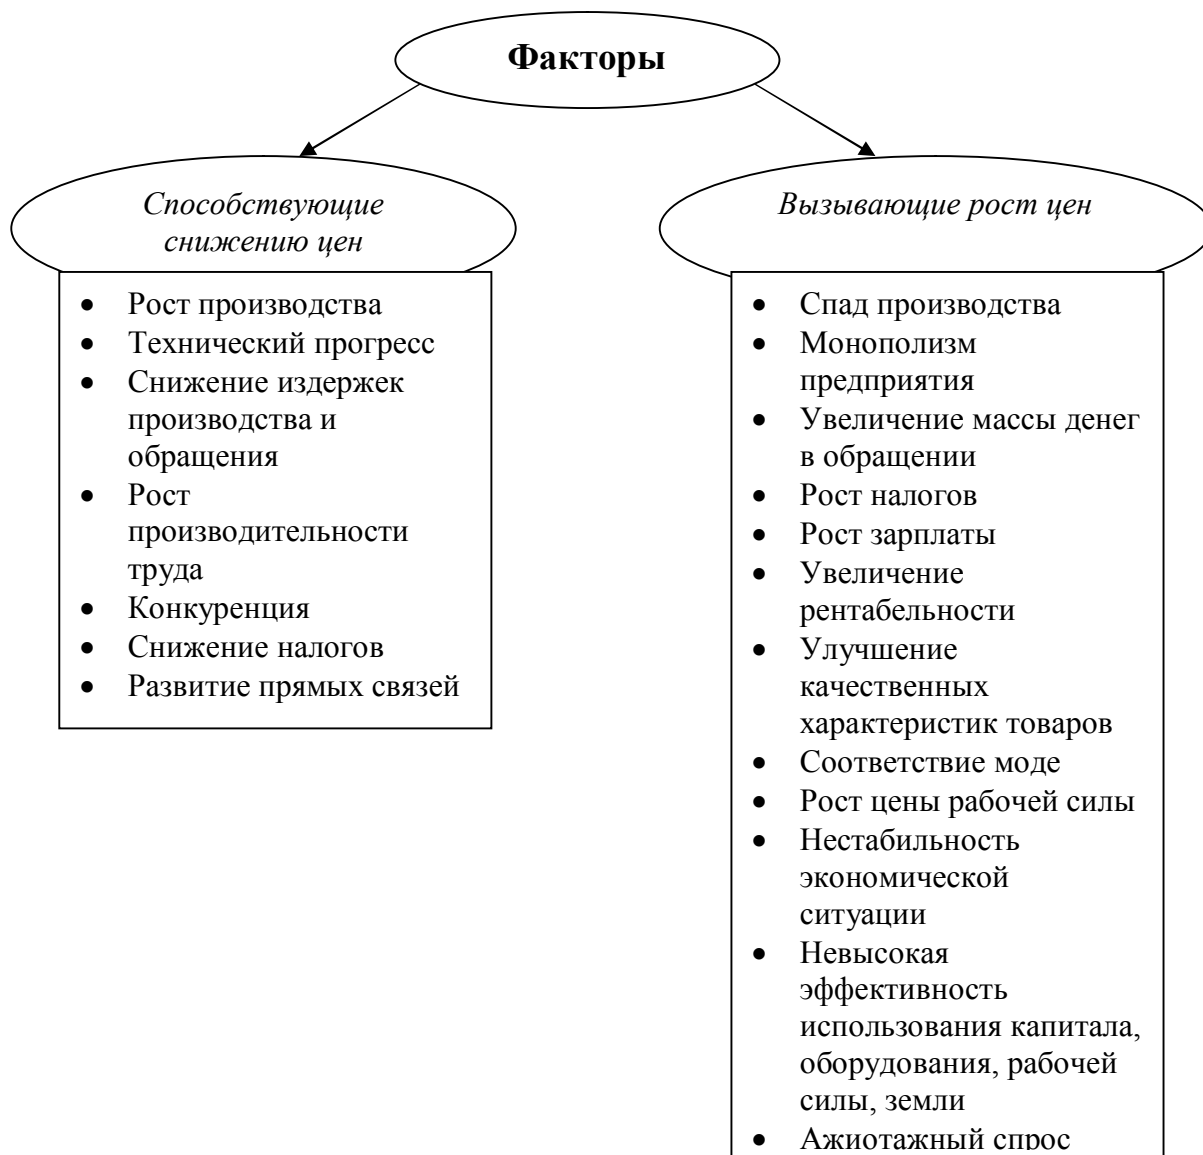 Факторы
Способствующие
снижению цен
• Рост производства
• Технический прогресс
• Снижение издержек
производства и
обращения
• Рост
производительности
труда
• Конкуренция
• Снижение налогов
• Развитие прямых связей
Вызывающие рост цен
• Спад производства
• Монополизм
предприятия
• Увеличение массы денег
в обращении
• Рост налогов
• Рост зарплаты
• Увеличение
рентабельности
• Улучшение
качественных
характеристик товаров
• Соответствие моде
• Рост цены рабочей силы
• Нестабильность
экономической
ситуации
• Невысокая
эффективность
использования капитала,
оборудования, рабочей
силы, земли
• Ажиотажный спрос